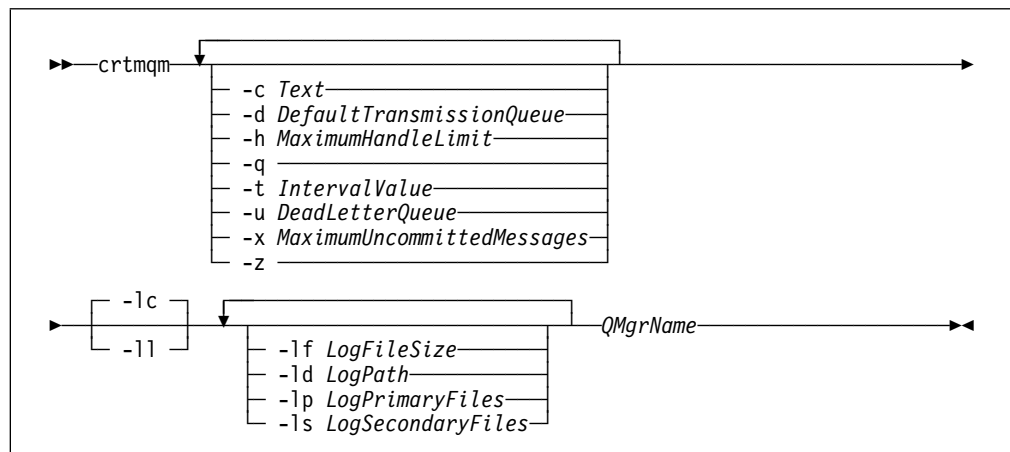 crtmqm
-c Text
-d DefaultTransmissionQueue
-h MaximumHandleLimit
-q
-t IntervalValue
-u DeadLetterQueue
-x MaximumUncommittedMessages
-z
-lc
-ll
-lf LogFileSize
-ld LogPath
-lp LogPrimaryFiles
-ls LogSecondaryFiles
QMgrName